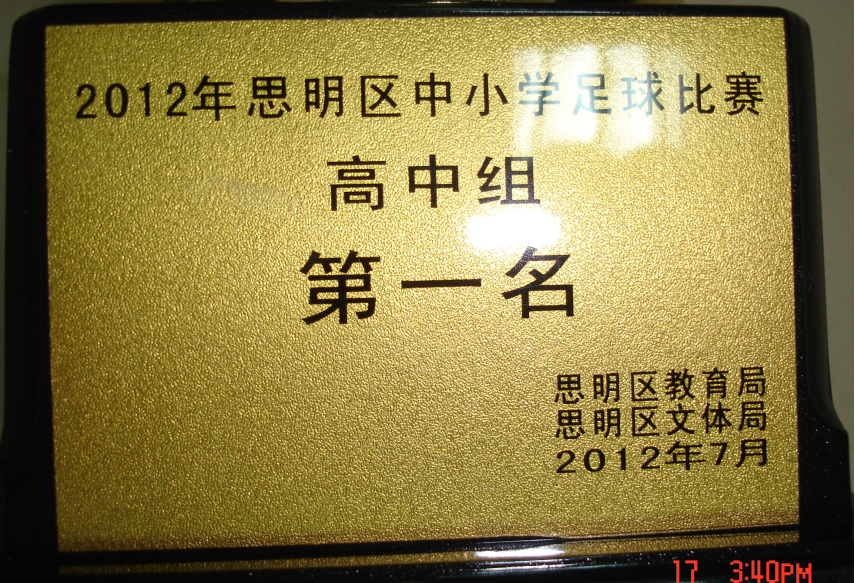 2012年思明区中小学足球比赛
高中组
第一名
思明区教育局
思明区文体局
2012年7月
17 3:40PM